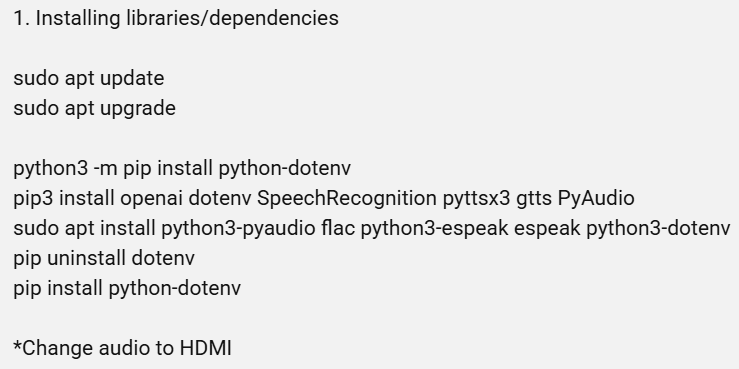 1. Installing libraries/dependencies
sudo apt update
sudo apt upgrade
python3 -m pip install python-dotenv
pip3 install openai dotenv SpeechRecognition pyttsx3 gtts PyAudio
sudo apt install python3-pyaudio flac python3-espeak espeak python3-dotenv
pip uninstall dotenv
pip install python-dotenv
*Change audio to HDMI